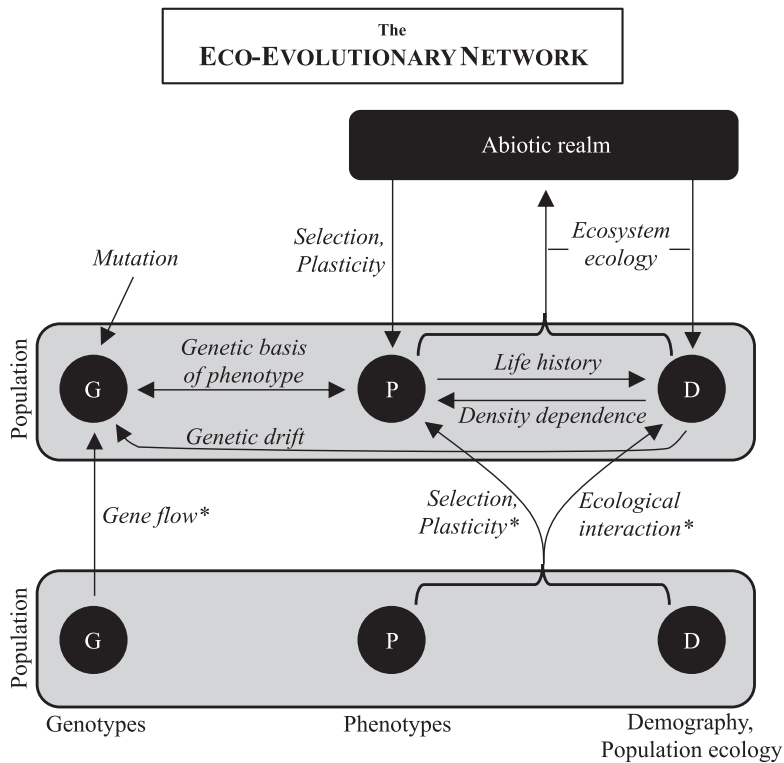 The
ECO-EVOLUTIONARY NETWORK
Abiotic realm
Selection,
Plasticity
Ecosystem
ecology
Mutation
Population
G
Genetic basis
of phenotype
P
Life history
Density dependence
D
Genetic drift
Gene flow*
Selection,
Plasticity*
Ecological
interaction*
Population
G
P
D
Genotypes
Phenotypes
Demography,
Population ecology